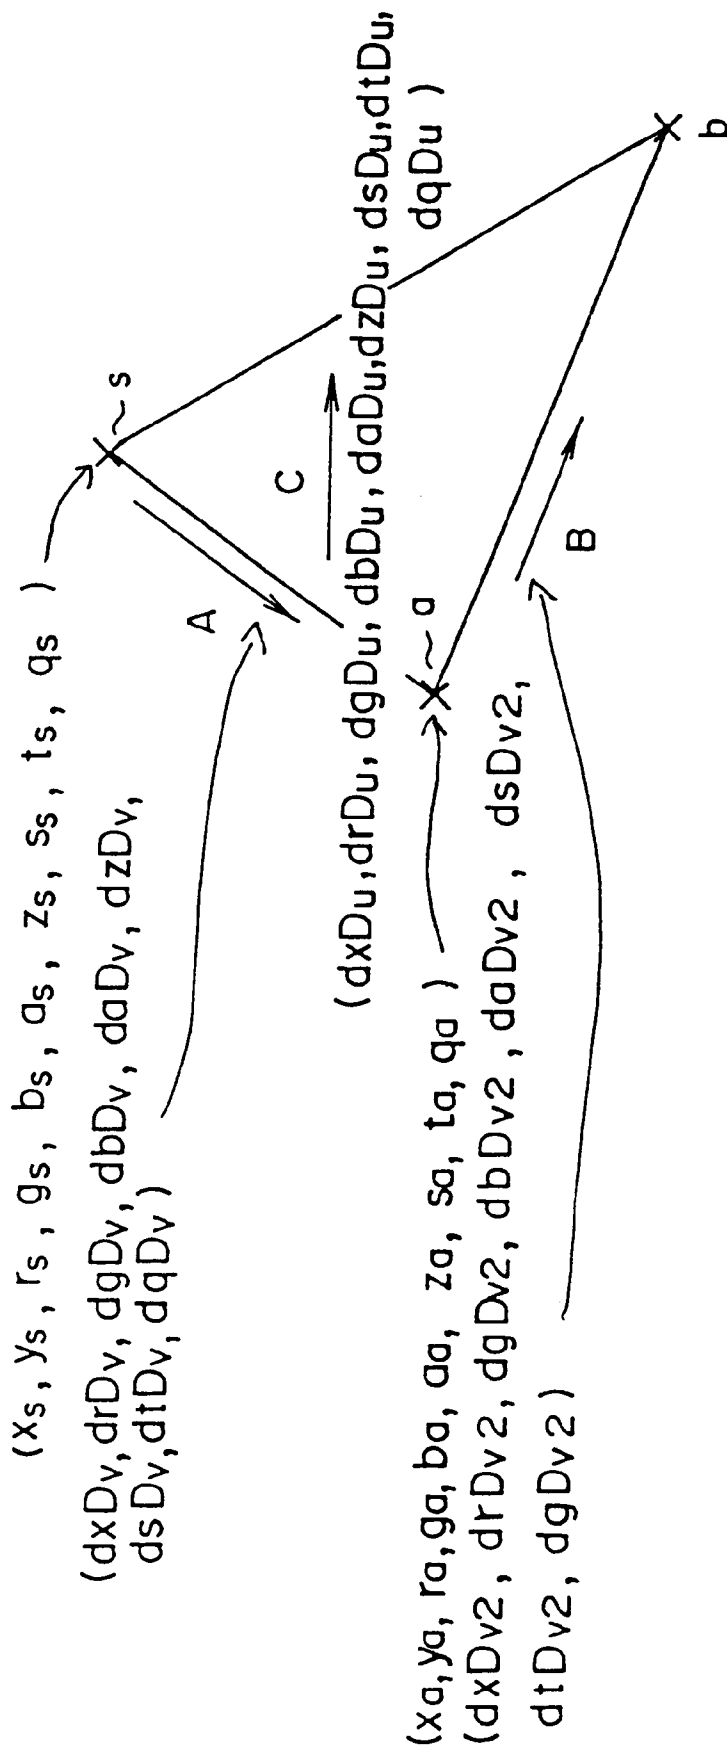 (xs, ys, rs, gs, bs, as, zs, ss, ts, qs )
(dxDv, drDv, dgDv, dbDv, daDv, dzDv,
dsDv, dtDv, dqDv )
s
A
C
(dxDu, drDu, dgDu, dbDu, daDu, dzDu, dsDu, dtDu,
dqDu )
a
(xa, ya, ra, ga, ba, aa, za, sa, ta, qa )
(dxDv2, drDv2, dgDv2, dbDv2, daDv2, dsDv2,
dtDv2, dgDv2 )
B
b